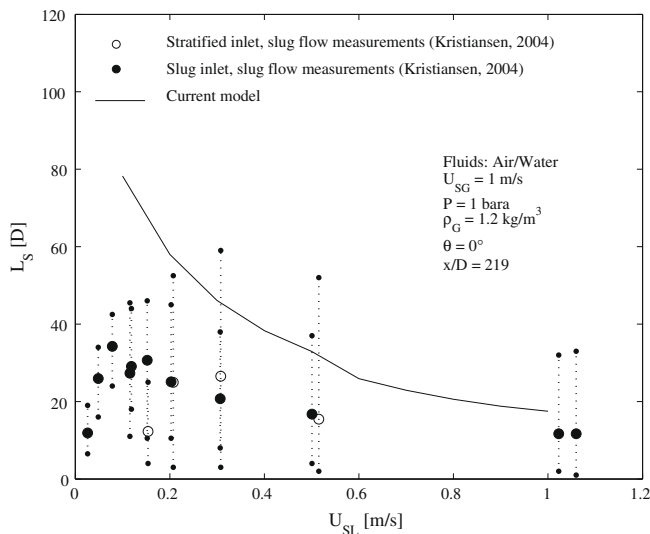 120
100
80
60
40
20
0
L_S [D]
Stratified inlet, slug flow measurements (Kristiansen, 2004)
Slug inlet, slug flow measurements (Kristiansen, 2004)
Current model
Fluids: Air/Water
U_SG = 1 m/s
P = 1 bara
ρ_G = 1.2 kg/m³
θ = 0°
x/D = 219
0 0.2 0.4 0.6 0.8 1 1.2
U_SL [m/s]